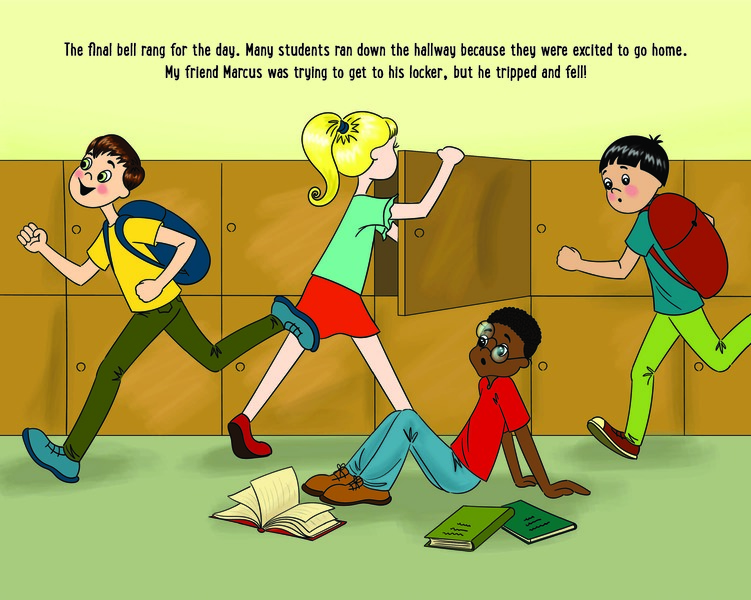 The final bell rang for the day. Many students ran down the hallway because they were excited to go home.
My friend Marcus was trying to get to his locker, but he tripped and fell!